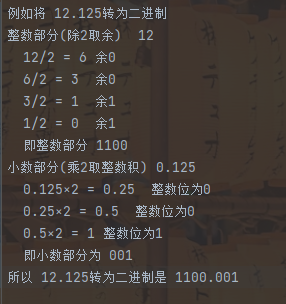 例如将 12.125转为二进制
整数部分(除2取余)  12
12/2 = 6 余0
6/2 = 3  余0
3/2 = 1  余1
1/2 = 0  余1
即整数部分 1100
小数部分(乘2取整数积) 0.125
0.125×2 = 0.25  整数位为0
0.25×2 = 0.5  整数位为0
0.5×2 = 1 整数位为1
即小数部分为 001
所以 12.125转为二进制是 1100.001